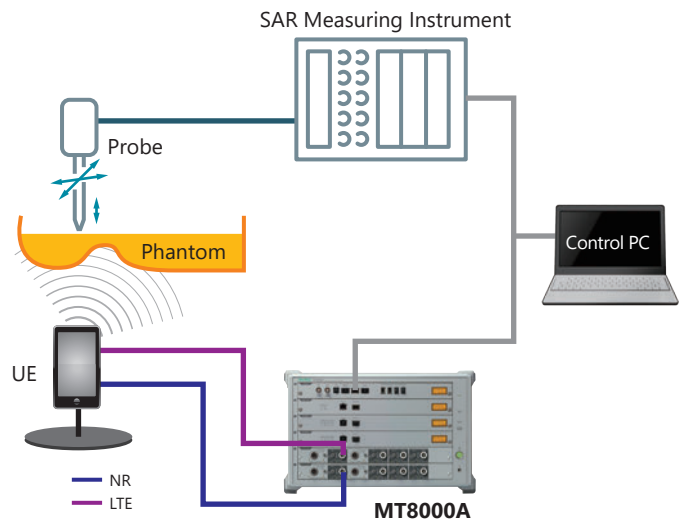 SAR Measuring Instrument
Probe
Phantom
Control PC
UE
NR
LTE
MT8000A